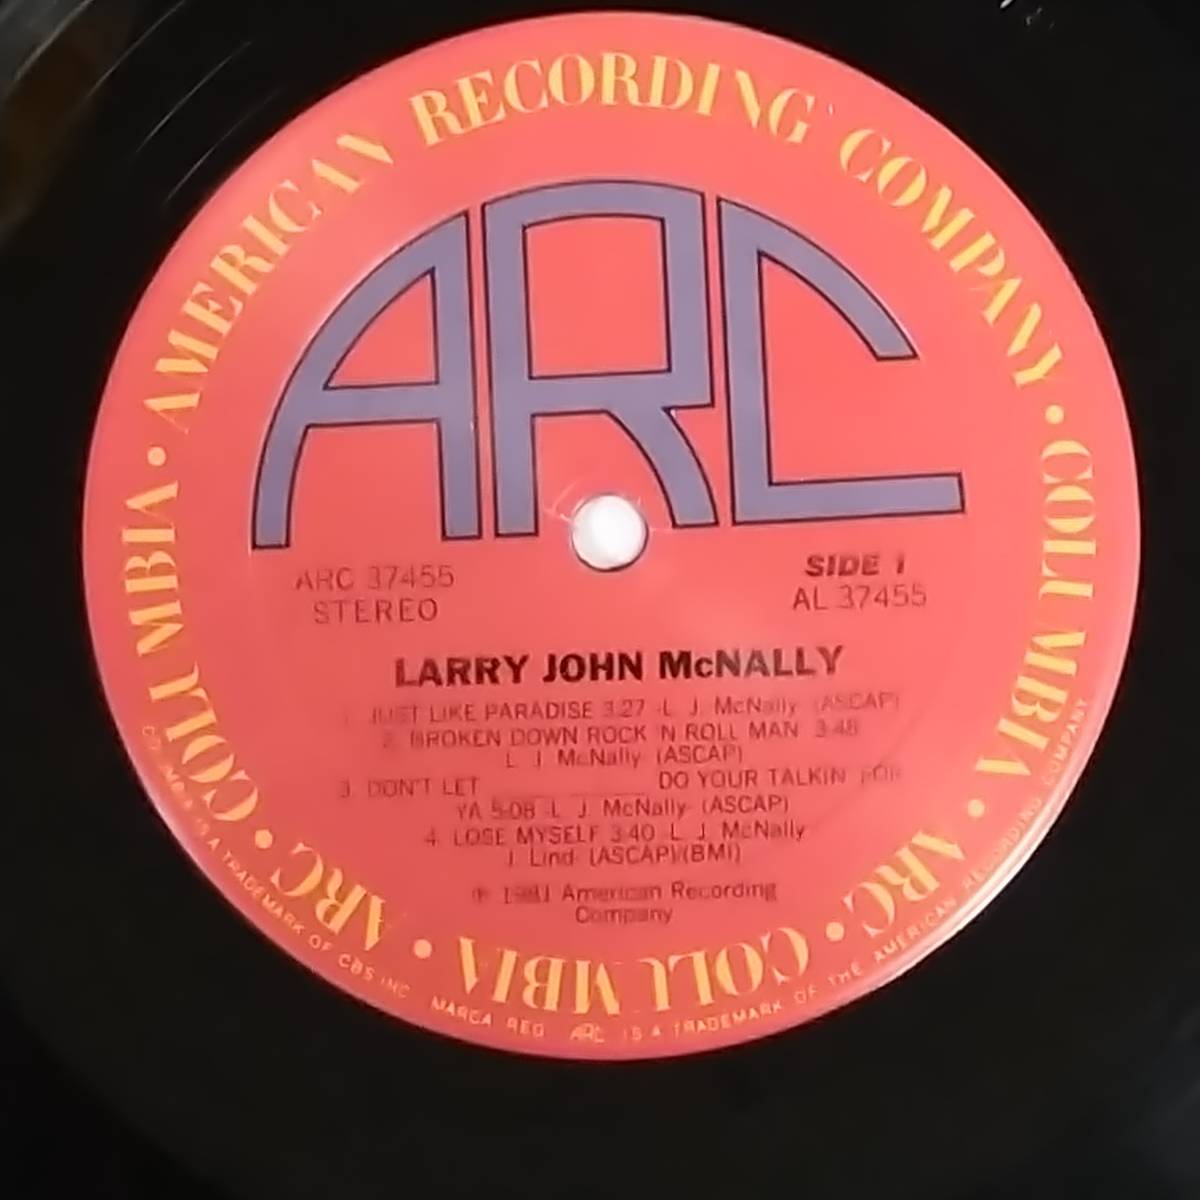 AMERICAN RECORDING COMPANY • COLUMBIA • ARC • COLUMBIA • ARC • COLUMBIA •
ARC
ARC 37455
STEREO
SIDE 1
AL 37455
LARRY JOHN McNALLY
1. JUST LIKE PARADISE 3:27 -L. J. McNally- (ASCAP)
2. BROKEN DOWN ROCK 'N ROLL MAN 3:48
L. J. McNally- (ASCAP)
3. DON'T LET __________ DO YOUR TALKIN' FOR
YA 5:08 -L. J. McNally- (ASCAP)
4. LOSE MYSELF 3:40 -L. J. McNally
J. Lind- (ASCAP)/(BMI)
℗ 1981 American Recording
Company
COLUMBIA IS A TRADEMARK OF CBS INC. MARCA REG. ARC IS A TRADEMARK OF THE AMERICAN RECORDING COMPANY